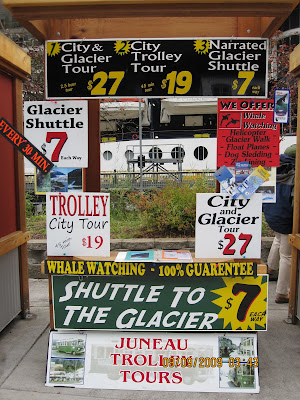 1 City & Glacier Tour $27
2 City Trolley Tour $19
3 Narrated Glacier Shuttle $7
Glacier
Shuttle
$7
Each Way
EVERY 30 MIN
WE OFFER
Whale Watching
Helicopter
Glacier Walk
Float Planes
Dog Sledding
TROLLEY
City Tour
$19
City
and
Glacier
Tour
$27
WHALE WATCHING - 100% GUARENTEE
SHUTTLE TO
THE GLACIER
$7 EACH WAY
JUNEAU
TROLLEY
TOURS